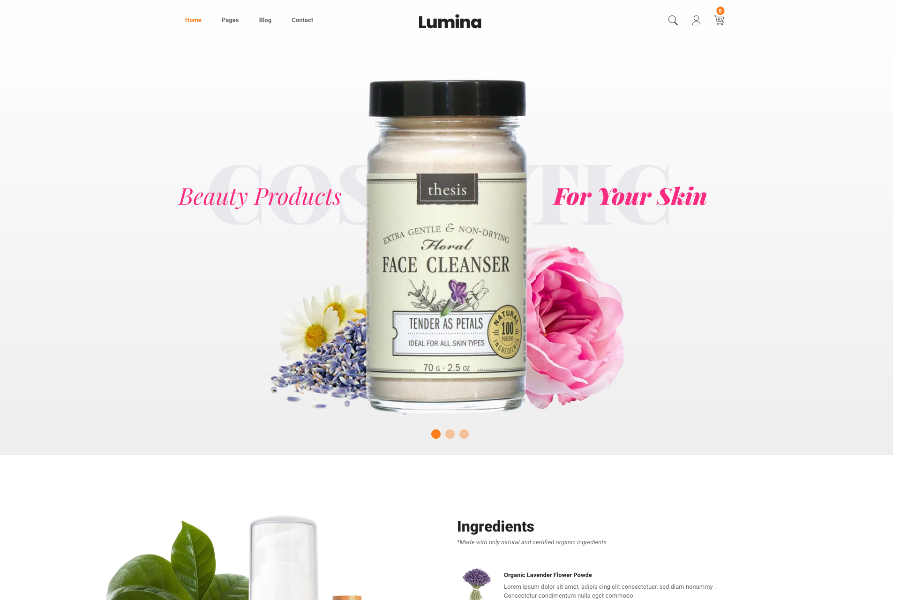 Home
Pages
Blog
Contact
Lumina
0
COSMETIC
Beauty Products
For Your Skin
thesis
EXTRA GENTLE & NON-DRYING
Floral
FACE CLEANSER
TENDER AS PETALS
IDEAL FOR ALL SKIN TYPES
NATURAL
100
INGREDIENTS
70 G - 2.5 OZ
Ingredients
*Made with only natural and certified organic ingredients
Organic Lavender Flower Powde
Lorem ipsum dolor sit amet, adipis cing elit consectetuer, sed diam nonummy .
Consectetur condimentum nulla eget commodo